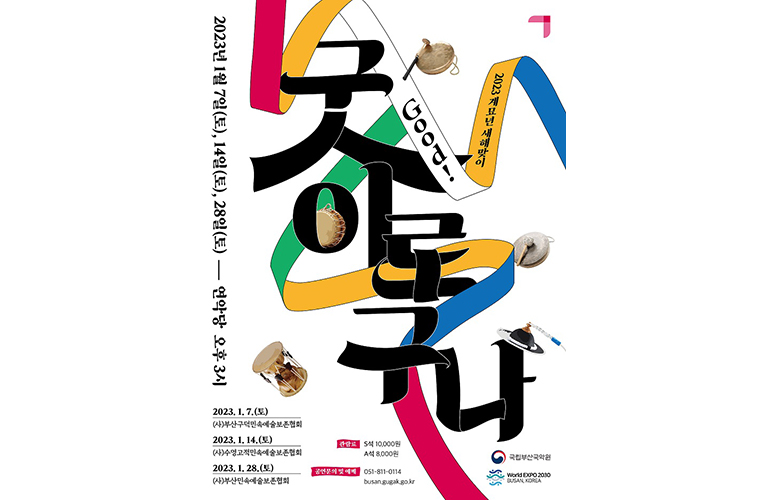 2023년 1월 7일(토), 14일(토), 28일(토) — 연악당 오후 3시
굿
GOOD!
2023 계묘년 새해맞이
이로구나
2023. 1. 7.(토)
(사)부산구덕민속예술보존협회
2023. 1. 14.(토)
(사)수영고적민속예술보존협회
2023. 1. 28.(토)
(사)부산민속예술보존협회
관람료 S석 10,000원
A석 8,000원
공연문의 및 예매 051-811-0114
busan.gugak.go.kr
국립부산국악원
World EXPO 2030
BUSAN, KOREA